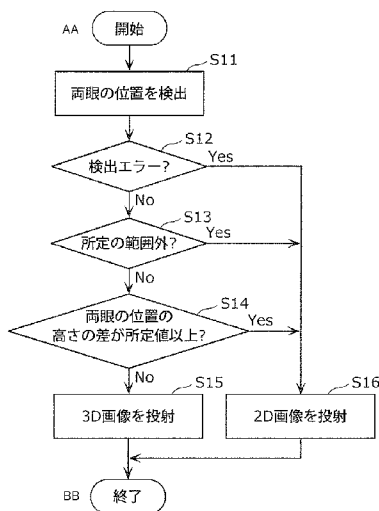 AA 開始
S11
両眼の位置を検出
S12
検出エラー?
Yes
No
S13
所定の範囲外?
Yes
No
S14
両眼の位置の
高さの差が所定値以上?
Yes
No
S15
3D画像を投射
S16
2D画像を投射
BB 終了